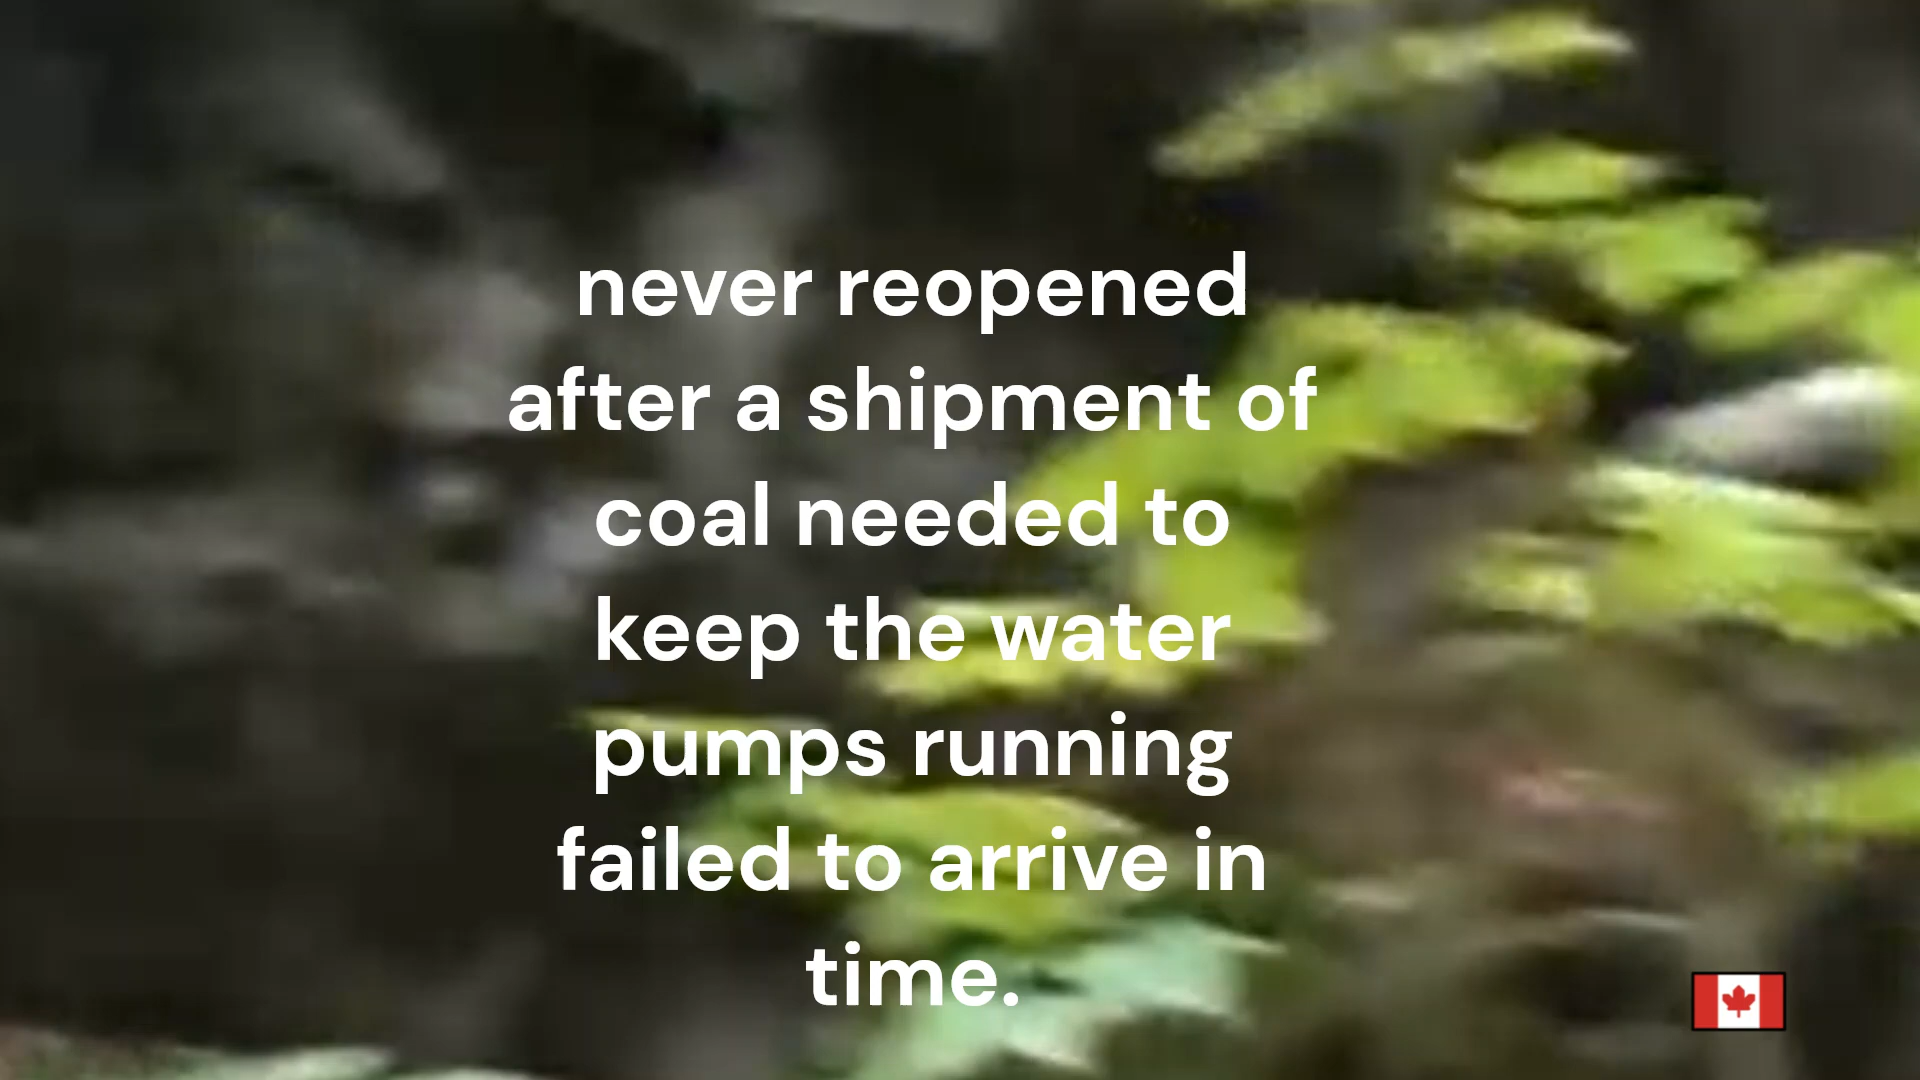 never reopened
after a shipment of
coal needed to
keep the water
pumps running
failed to arrive in
time.